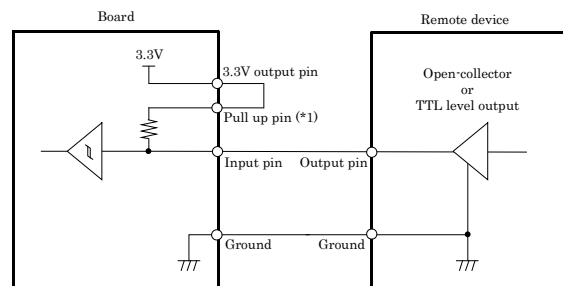 Board
Remote device
3.3V
3.3V output pin
Open-collector
or
TTL level output
Pull up pin (*1)
Input pin
Output pin
Ground
Ground